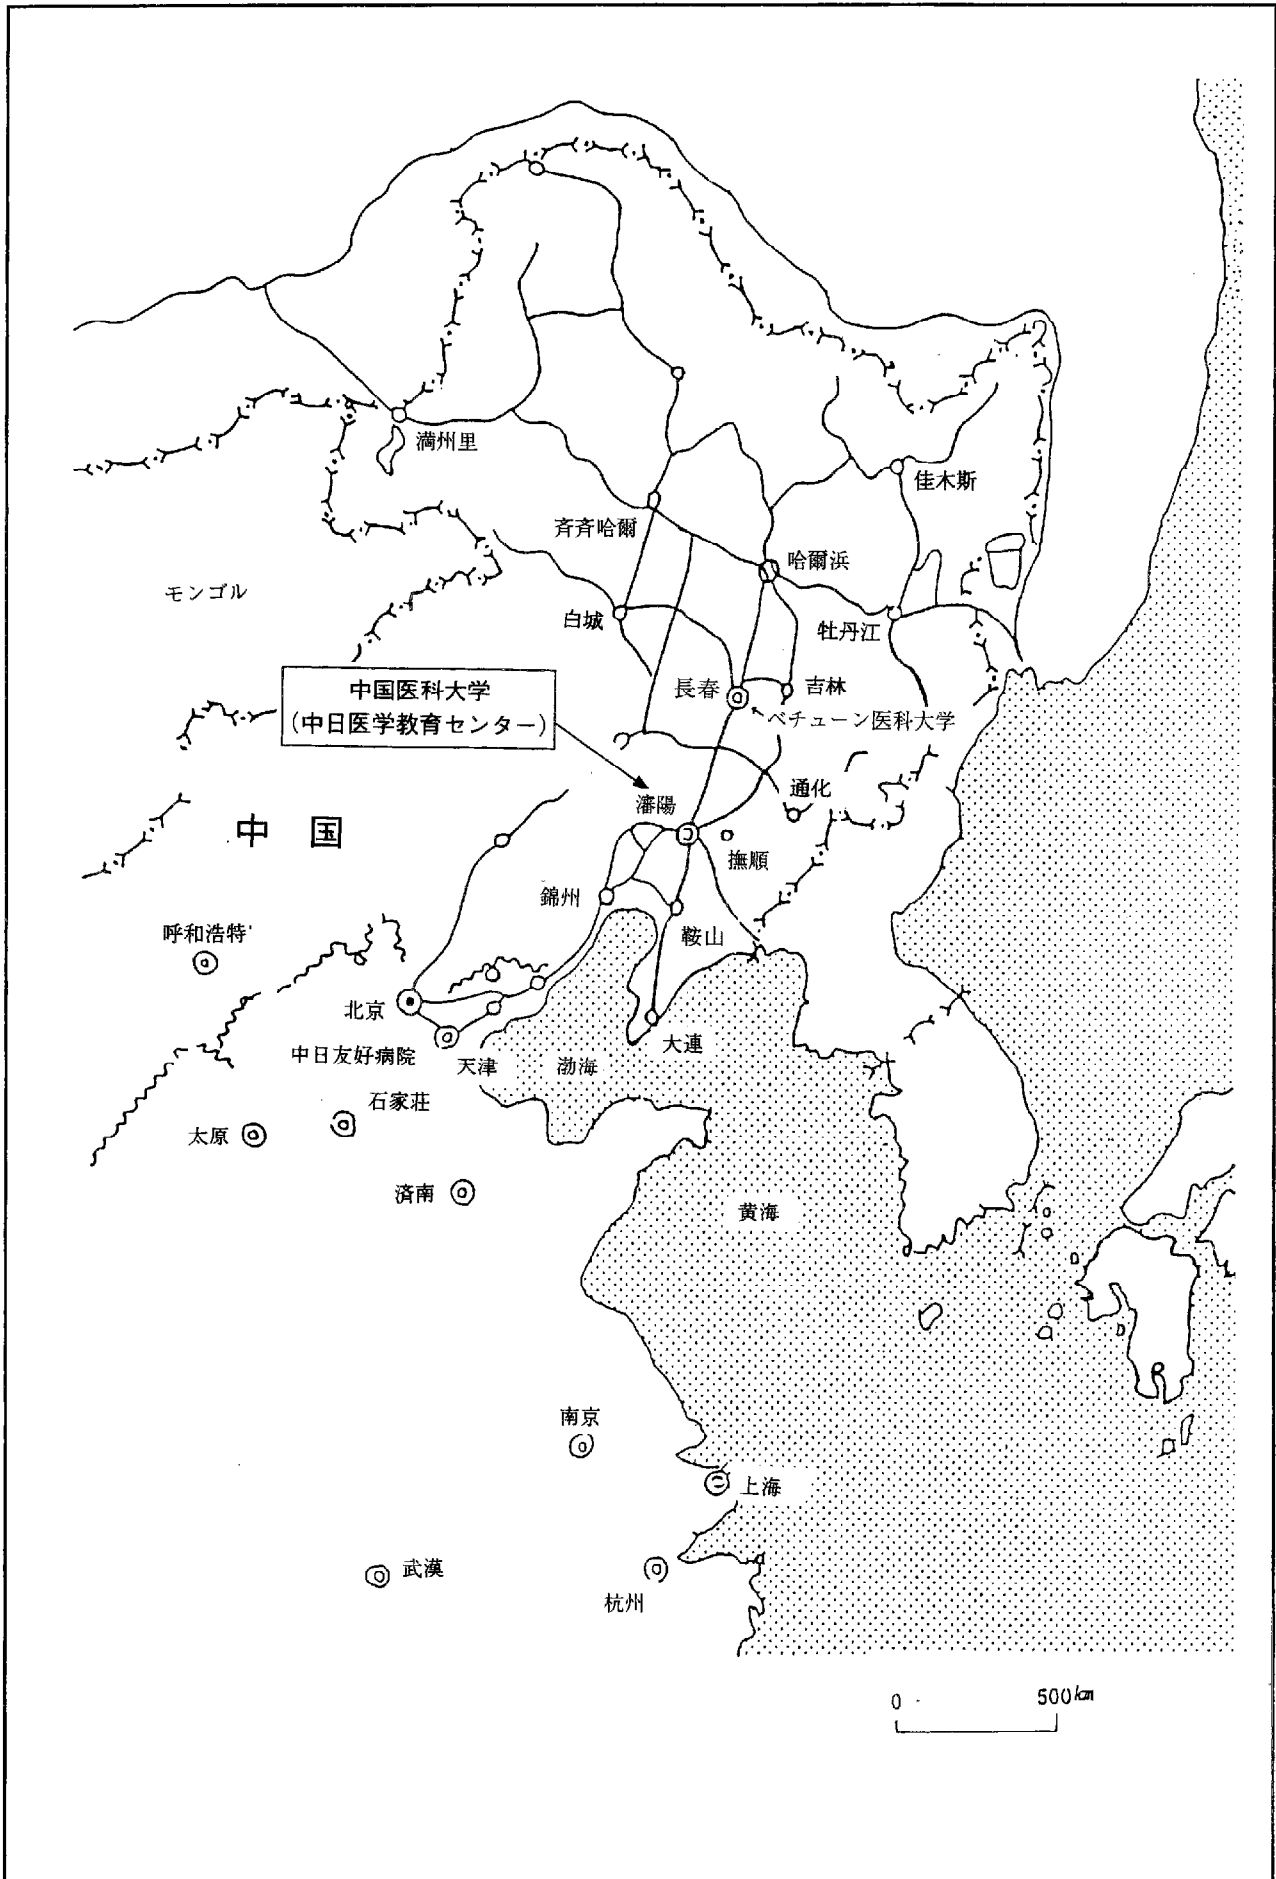 満州里
佳木斯
斉斉哈爾
哈爾浜
モンゴル
白城
牡丹江
中国医科大学
(中日医学教育センター)
長春
吉林
ベチューン医科大学
通化
瀋陽
中 国
撫順
錦州
呼和浩特
鞍山
北京
大連
中日友好病院
天津
渤海
石家荘
太原
済南
黄海
南京
上海
武漢
杭州
0 500km